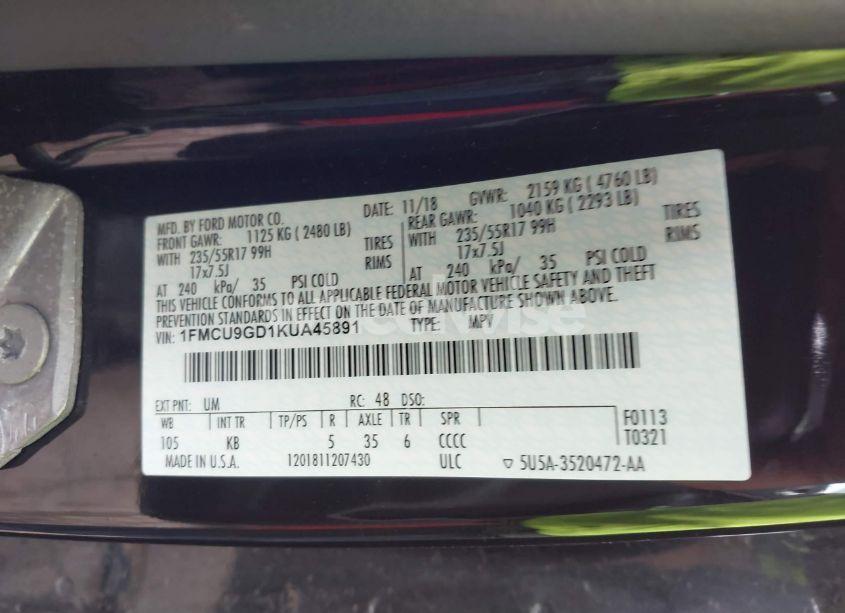 MFD. BY FORD MOTOR CO. DATE: 11/18 GVWR: 2159 KG ( 4760 LB)
FRONT GAWR: 1125 KG ( 2480 LB) REAR GAWR: 1040 KG ( 2293 LB)
WITH 235/55R17 99H TIRES WITH 235/55R17 99H TIRES
17x7.5J RIMS 17x7.5J RIMS
AT 240 kPa/ 35 PSI COLD AT 240 kPa/ 35 PSI COLD
THIS VEHICLE CONFORMS TO ALL APPLICABLE FEDERAL MOTOR VEHICLE SAFETY AND THEFT
PREVENTION STANDARDS IN EFFECT ON THE DATE OF MANUFACTURE SHOWN ABOVE.
VIN: 1FMCU9GD1KUA45891 TYPE: MPV
EXT PNT: UM RC: 48 DSO:
WB INT TR TP/PS R AXLE TR SPR F0113
105 KB 5 35 6 CCCC T0321
MADE IN U.S.A. 1201811207430 ULC ▽ 5U5A-3520472-AA